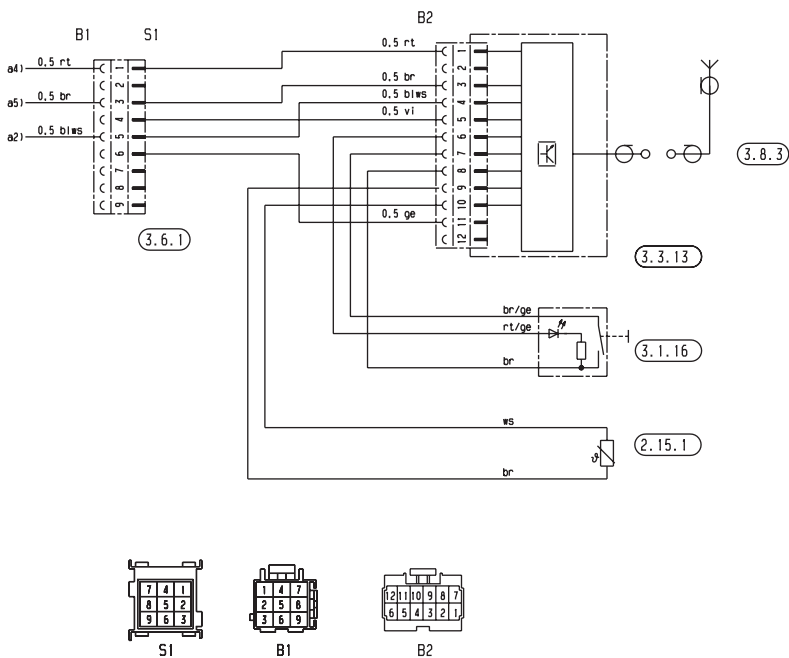 B2
B1 S1
0.5 rt
a4) 0.5 rt 1 1
2 2
0.5 br
a5) 0.5 br 3 3
0.5 blws
4 4
0.5 vi
a2) 0.5 blws 5 5
6 6
7 7
8 8
9 9
10
0.5 ge 11
12
3.8.3
3.6.1
3.3.13
br/ge
rt/ge
3.1.16
br
ws
2.15.1
ϑ
br
7 4 1
8 5 2
9 6 3
S1
1 4 7
2 5 8
3 6 9
B1
12 11 10 9 8 7
6 5 4 3 2 1
B2